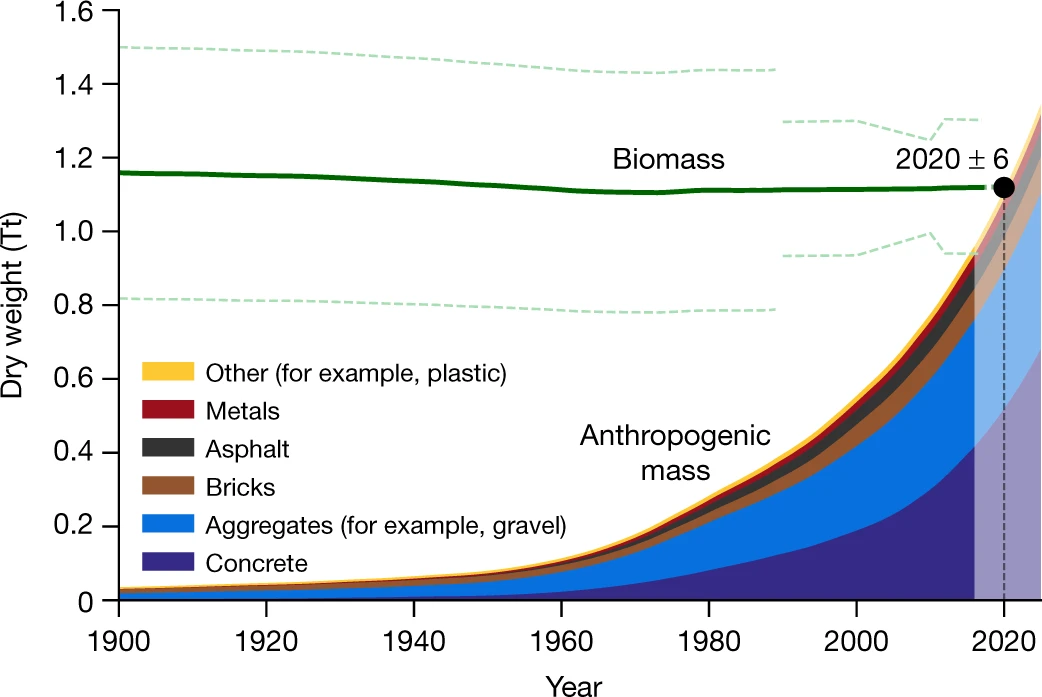 1.6
1.4
1.2
1.0
0.8
0.6
0.4
0.2
0
Dry weight (Tt)
Biomass
2020 ± 6
Other (for example, plastic)
Metals
Asphalt
Bricks
Aggregates (for example, gravel)
Concrete
Anthropogenic
mass
1900 1920 1940 1960 1980 2000 2020
Year